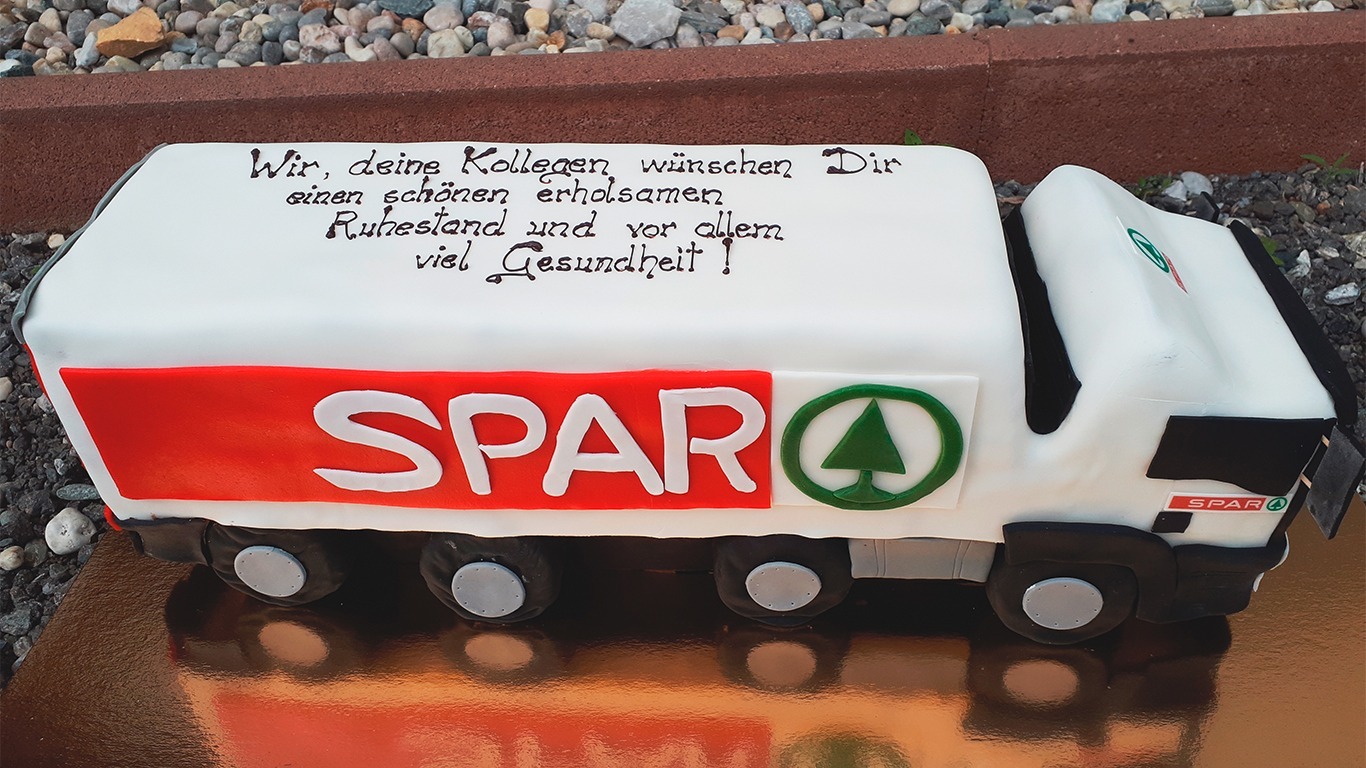 Wir, deine Kollegen wünschen Dir
einen schönen erholsamen
Ruhestand und vor allem
viel Gesundheit !
SPAR
SPAR